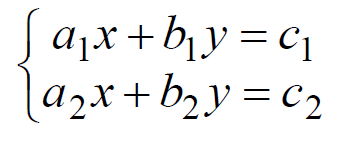 a₁x + b₁y = c₁
a₂x + b₂y = c₂